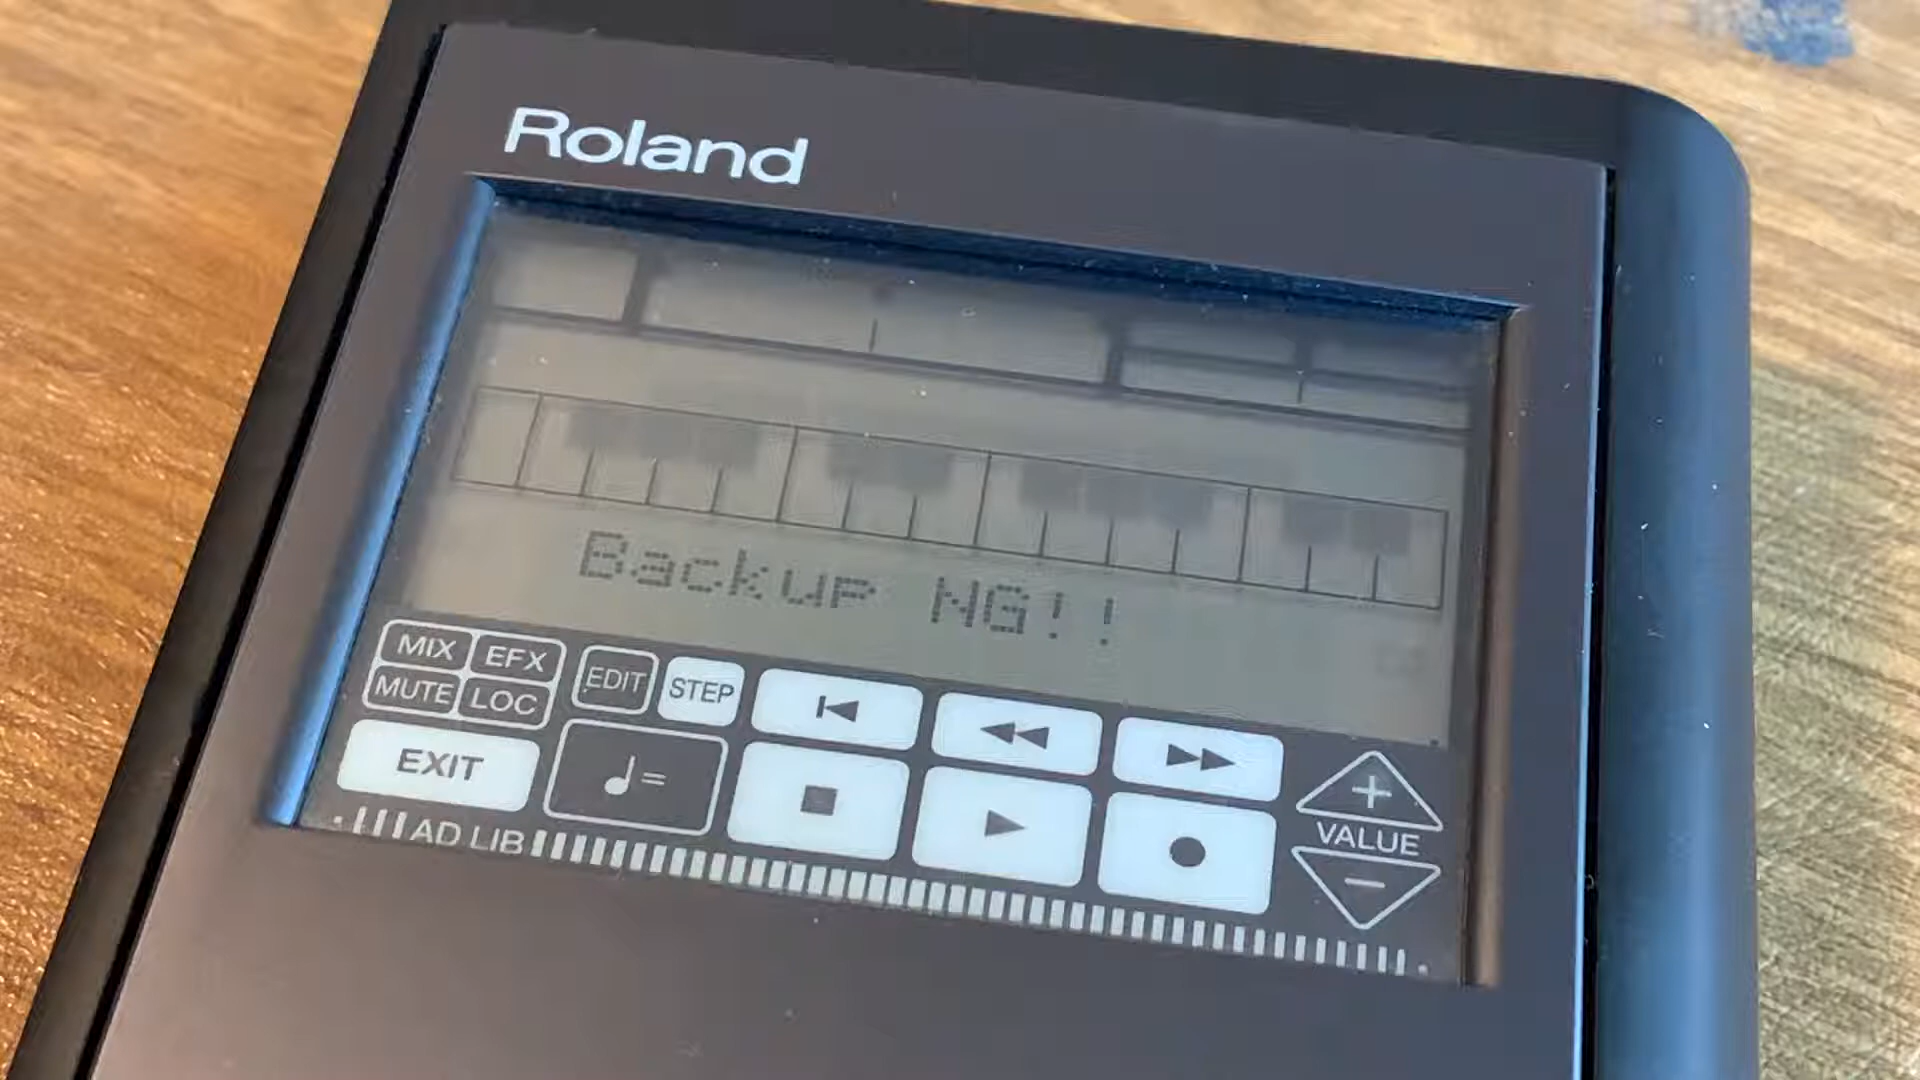 Roland
Backup NG!!
MIX EFX
MUTE LOC
EDIT STEP
EXIT
AD LIB
+
VALUE
-